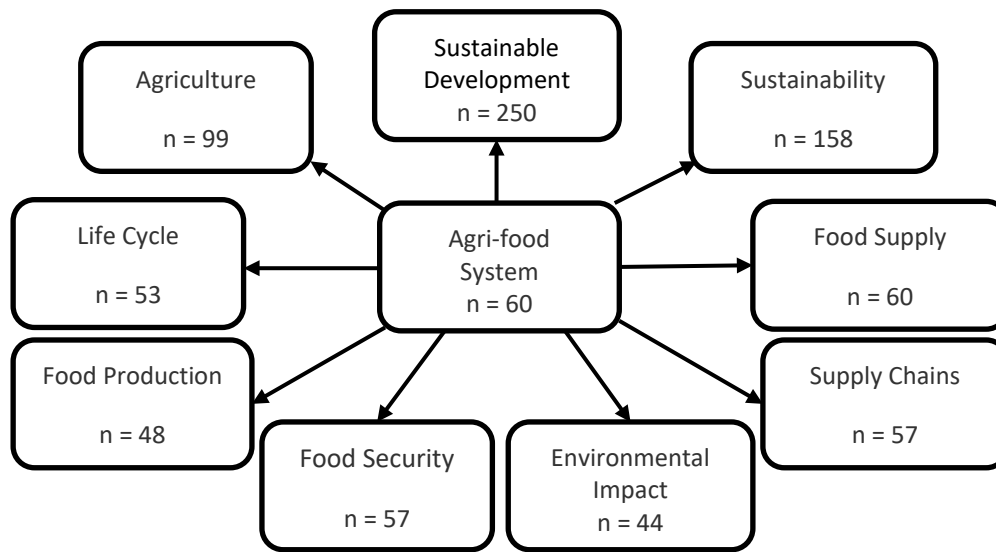 Agriculture
n = 99
Sustainable
Development
n = 250
Sustainability
n = 158
Life Cycle
n = 53
Agri-food
System
n = 60
Food Supply
n = 60
Food Production
n = 48
Food Security
n = 57
Environmental
Impact
n = 44
Supply Chains
n = 57